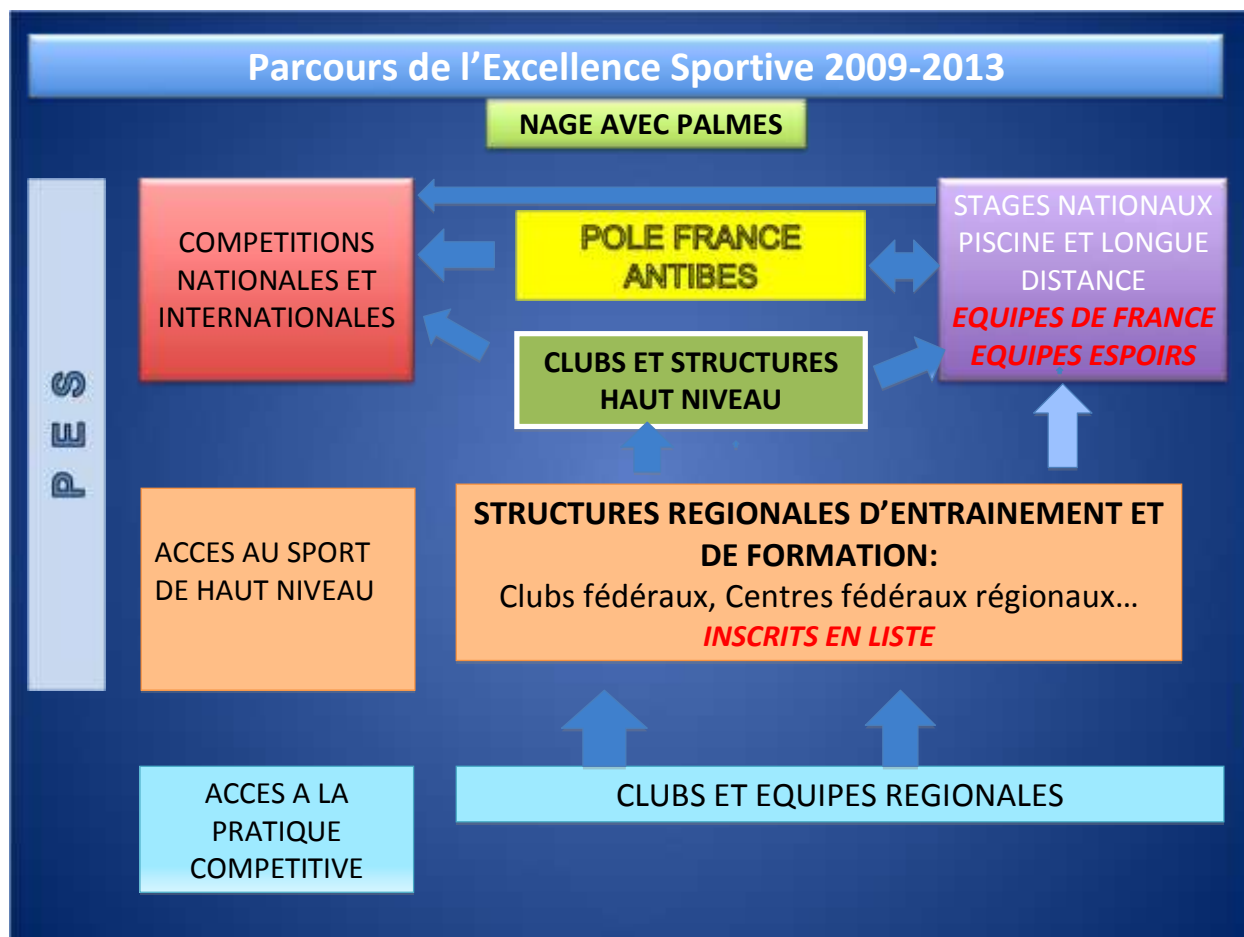 Parcours de l’Excellence Sportive 2009-2013
NAGE AVEC PALMES
PES
COMPETITIONS
NATIONALES ET
INTERNATIONALES
POLE FRANCE
ANTIBES
STAGES NATIONAUX
PISCINE ET LONGUE
DISTANCE
EQUIPES DE FRANCE
EQUIPES ESPOIRS
CLUBS ET STRUCTURES
HAUT NIVEAU
ACCES AU SPORT
DE HAUT NIVEAU
STRUCTURES REGIONALES D’ENTRAINEMENT ET
DE FORMATION:
Clubs fédéraux, Centres fédéraux régionaux…
INSCRITS EN LISTE
ACCES A LA
PRATIQUE
COMPETITIVE
CLUBS ET EQUIPES REGIONALES